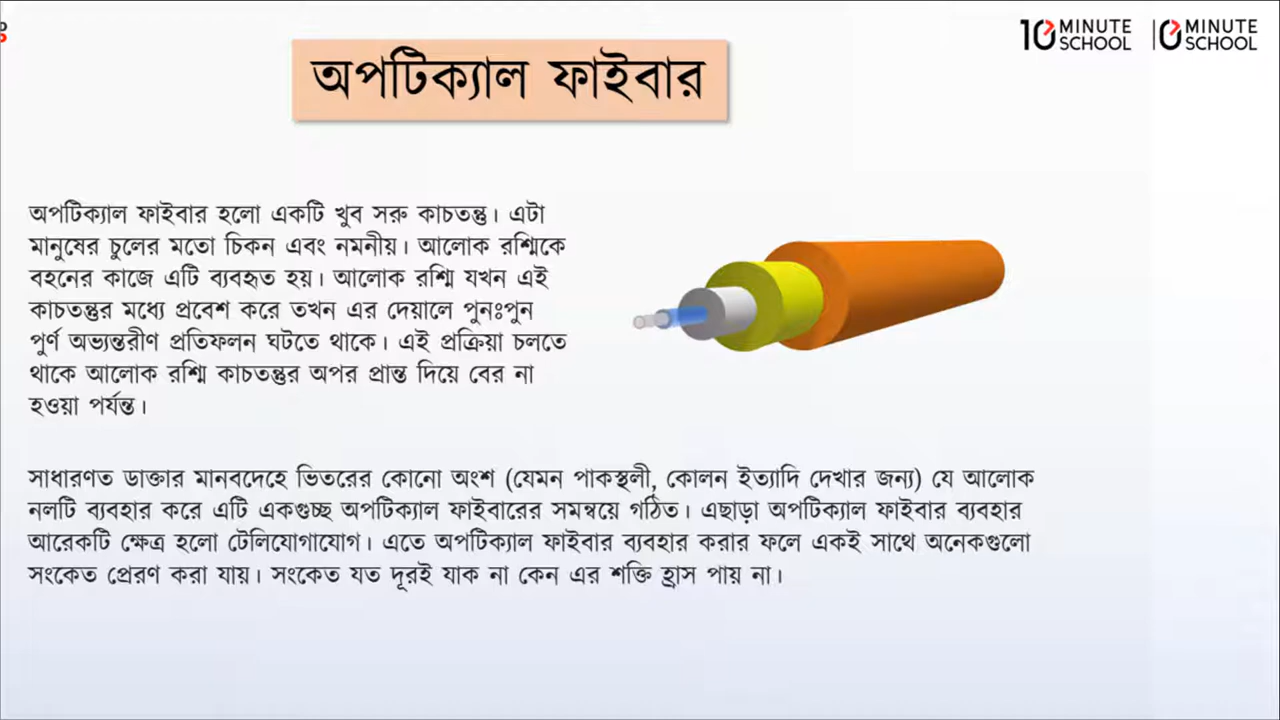 10 MINUTE SCHOOL
10 MINUTE SCHOOL
অপটিক্যাল ফাইবার
অপটিক্যাল ফাইবার হলো একটি খুব সরু কাচতন্তু। এটা
মানুষের চুলের মতো চিকন এবং নমনীয়। আলোক রশ্মিকে
বহনের কাজে এটি ব্যবহৃত হয়। আলোক রশ্মি যখন এই
কাচতন্তুর মধ্যে প্রবেশ করে তখন এর দেয়ালে পুনঃপুন
পুর্ণ অভ্যন্তরীণ প্রতিফলন ঘটতে থাকে। এই প্রক্রিয়া চলতে
থাকে আলোক রশ্মি কাচতন্তুর অপর প্রান্ত দিয়ে বের না
হওয়া পর্যন্ত।
সাধারণত ডাক্তার মানবদেহে ভিতরের কোনো অংশ (যেমন পাকস্থলী, কোলন ইত্যাদি দেখার জন্য) যে আলোক
নলটি ব্যবহার করে এটি একগুচ্ছ অপটিক্যাল ফাইবারের সমন্বয়ে গঠিত। এছাড়া অপটিক্যাল ফাইবার ব্যবহার
আরেকটি ক্ষেত্র হলো টেলিযোগাযোগ। এতে অপটিক্যাল ফাইবার ব্যবহার করার ফলে একই সাথে অনেকগুলো
সংকেত প্রেরণ করা যায়। সংকেত যত দূরই যাক না কেন এর শক্তি হ্রাস পায় না।